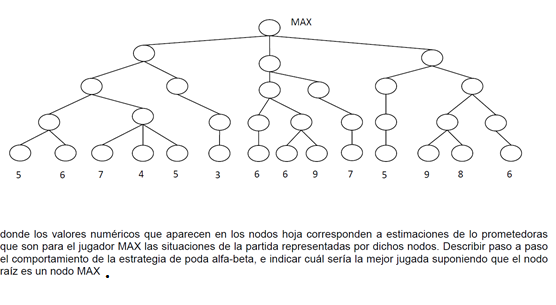 MAX
5 6 7 4 5 3 6 6 9 7 5 9 8 6
donde los valores numéricos que aparecen en los nodos hoja corresponden a estimaciones de lo prometedoras
que son para el jugador MAX las situaciones de la partida representadas por dichos nodos. Describir paso a
paso el comportamiento de la estrategia de poda alfa-beta, e indicar cuál sería la mejor jugada suponiendo que el nodo
raíz es un nodo MAX .